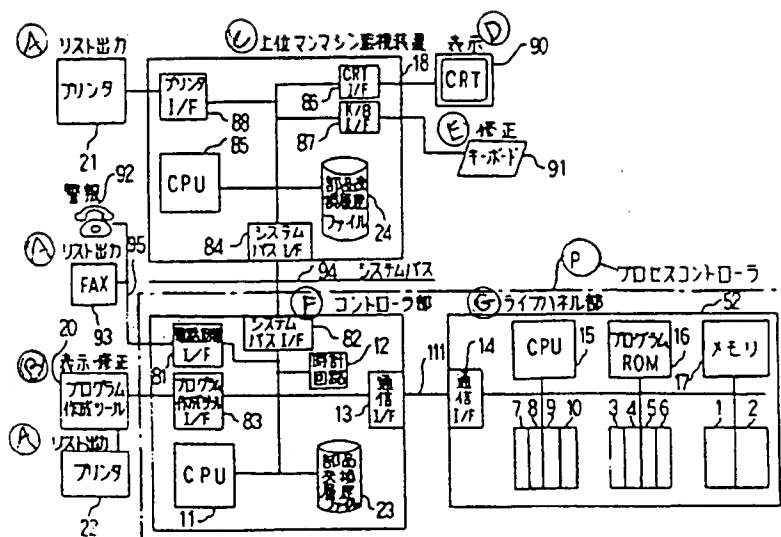 Ⓐ リスト出力
プリンタ
21
Ⓒ 上位マンマシン監視装置
18
表示 Ⓓ
90
CRT
プリンタ
I/F
88
CRT
I/F
86
K/B
I/F
87
Ⓔ 修正
キーボード
91
85
CPU
部品交
換履歴
ファイル
24
92
警報
システム
バス I/F
84
94
システムバス
Ⓐ リスト出力
95
FAX
93
Ⓟ プロセスコントローラ
Ⓕ コントローラ部
Ⓖ ライブパネル部
52
20
Ⓑ 表示・修正
プログラム
作成ツール
I/F
81
システム
バス I/F
82
時計
回路
12
プログラム
作成ツール
I/F
83
通信
I/F
13
111
14
通信
I/F
CPU
15
プログラム
ROM
16
メモリ
17
7 8 9 10
3 4 5 6
1 2
Ⓐ リスト出力
プリンタ
22
CPU
11
部品
交換
履歴
ファイル
23